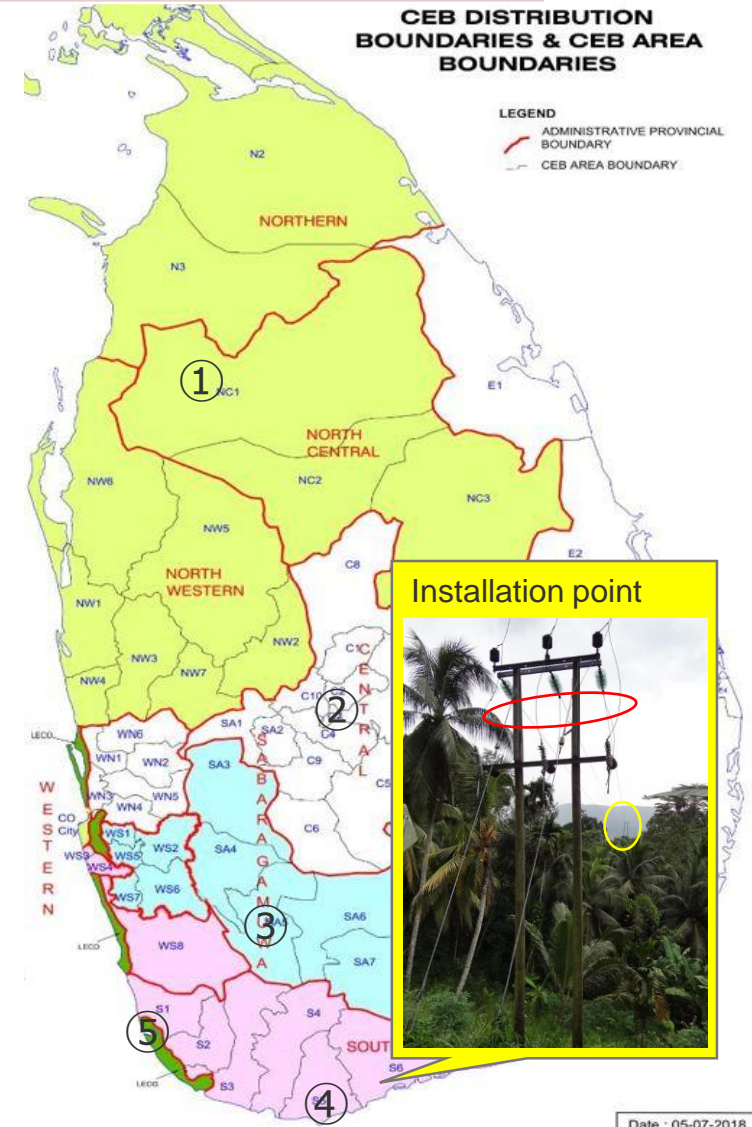 CEB DISTRIBUTION
BOUNDARIES & CEB AREA
BOUNDARIES
LEGEND
ADMINISTRATIVE PROVINCIAL
BOUNDARY
CEB AREA BOUNDARY
N2
NORTHERN
N3
E1
①
NC1
NORTH
CENTRAL
NW6
NC2
NC3
NW5
E2
C8
NORTH
WESTERN
Installation point
NW1
NW2
NW3
C1
NW4
NW7
C10
②
CENTRAL
SA1
SA2
C4
LECO
WN6
WN1
WN2
SA3
C9
C5
WN3
WN5
WN4
WESTERN
SABARAGAMUWA
CO
City
WS1
C6
WS5
WS2
WS3
WS4
SA4
WS7
WS6
SA6
③
LECO
WS8
SA7
S1
S4
⑤
S2
SOUT
S6
LECO
S3
④
Date : 05-07-2018